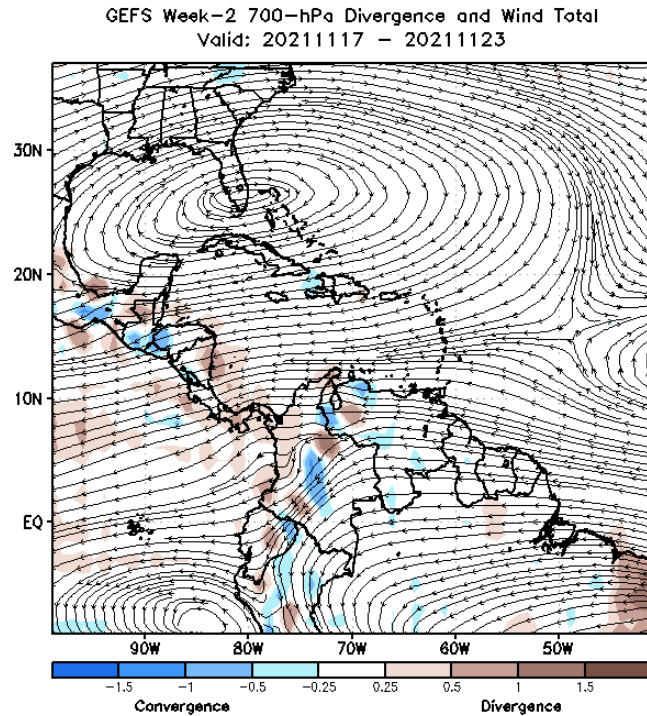 GEFS Week-2 700-hPa Divergence and Wind Total
Valid: 20211117 - 20211123
30N
20N
10N
EQ
90W 80W 70W 60W 50W
-1.5 -1 -0.5 -0.25 0.25 0.5 1 1.5
Convergence Divergence